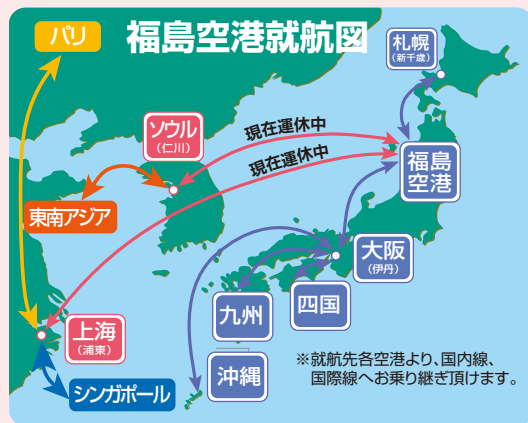 福島空港就航図
パリ
札幌
(新千歳)
ソウル
(仁川)
現在運休中
現在運休中
福島
空港
東南アジア
大阪
(伊丹)
九州
四国
上海
(浦東)
沖縄
シンガポール
※就航先各空港より、国内線、
国際線へお乗り継ぎ頂けます。